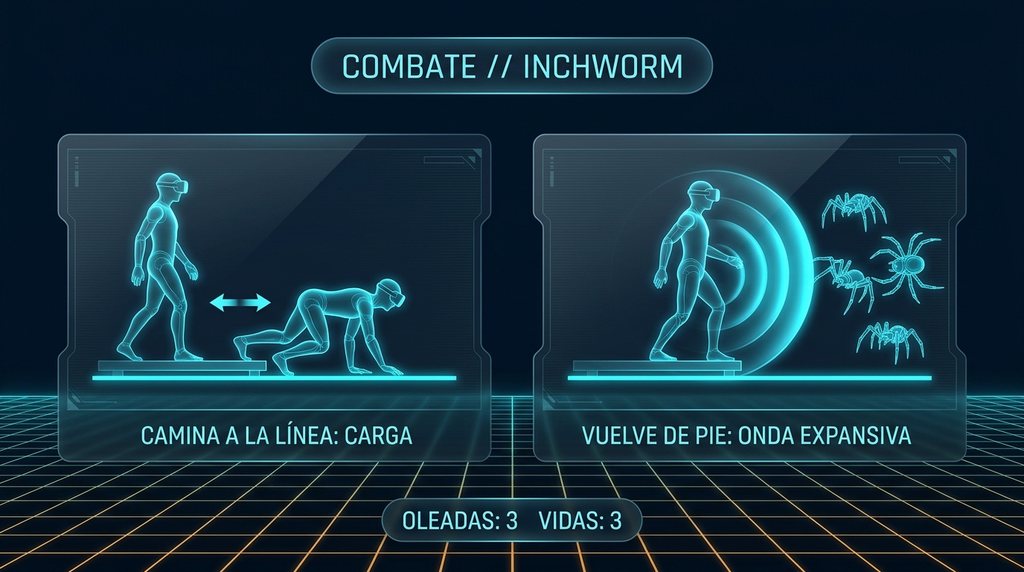 COMBATE // INCHWORM
CAMINA A LA LÍNEA: CARGA
VUELVE DE PIE: ONDA EXPANSIVA
OLEADAS: 3 VIDAS: 3